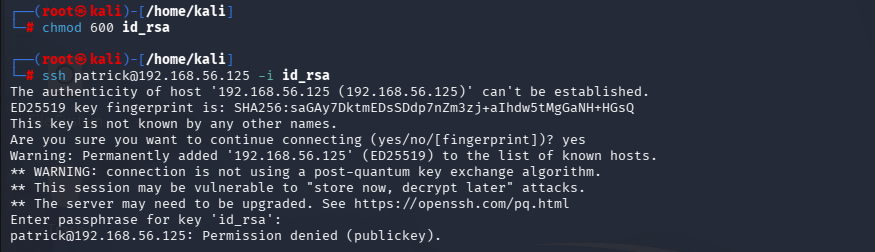 ┌──(root㉿kali)-[/home/kali]
└─# chmod 600 id_rsa
┌──(root㉿kali)-[/home/kali]
└─# ssh patrick@192.168.56.125 -i id_rsa
The authenticity of host '192.168.56.125 (192.168.56.125)' can't be established.
ED25519 key fingerprint is: SHA256:saGAy7DktmEDsSDdp7nZm3zj+aIhdw5tMgGaNH+HGsQ
This key is not known by any other names.
Are you sure you want to continue connecting (yes/no/[fingerprint])? yes
Warning: Permanently added '192.168.56.125' (ED25519) to the list of known hosts.
** WARNING: connection is not using a post-quantum key exchange algorithm.
** This session may be vulnerable to "store now, decrypt later" attacks.
** The server may need to be upgraded. See https://openssh.com/pq.html
Enter passphrase for key 'id_rsa':
patrick@192.168.56.125: Permission denied (publickey).